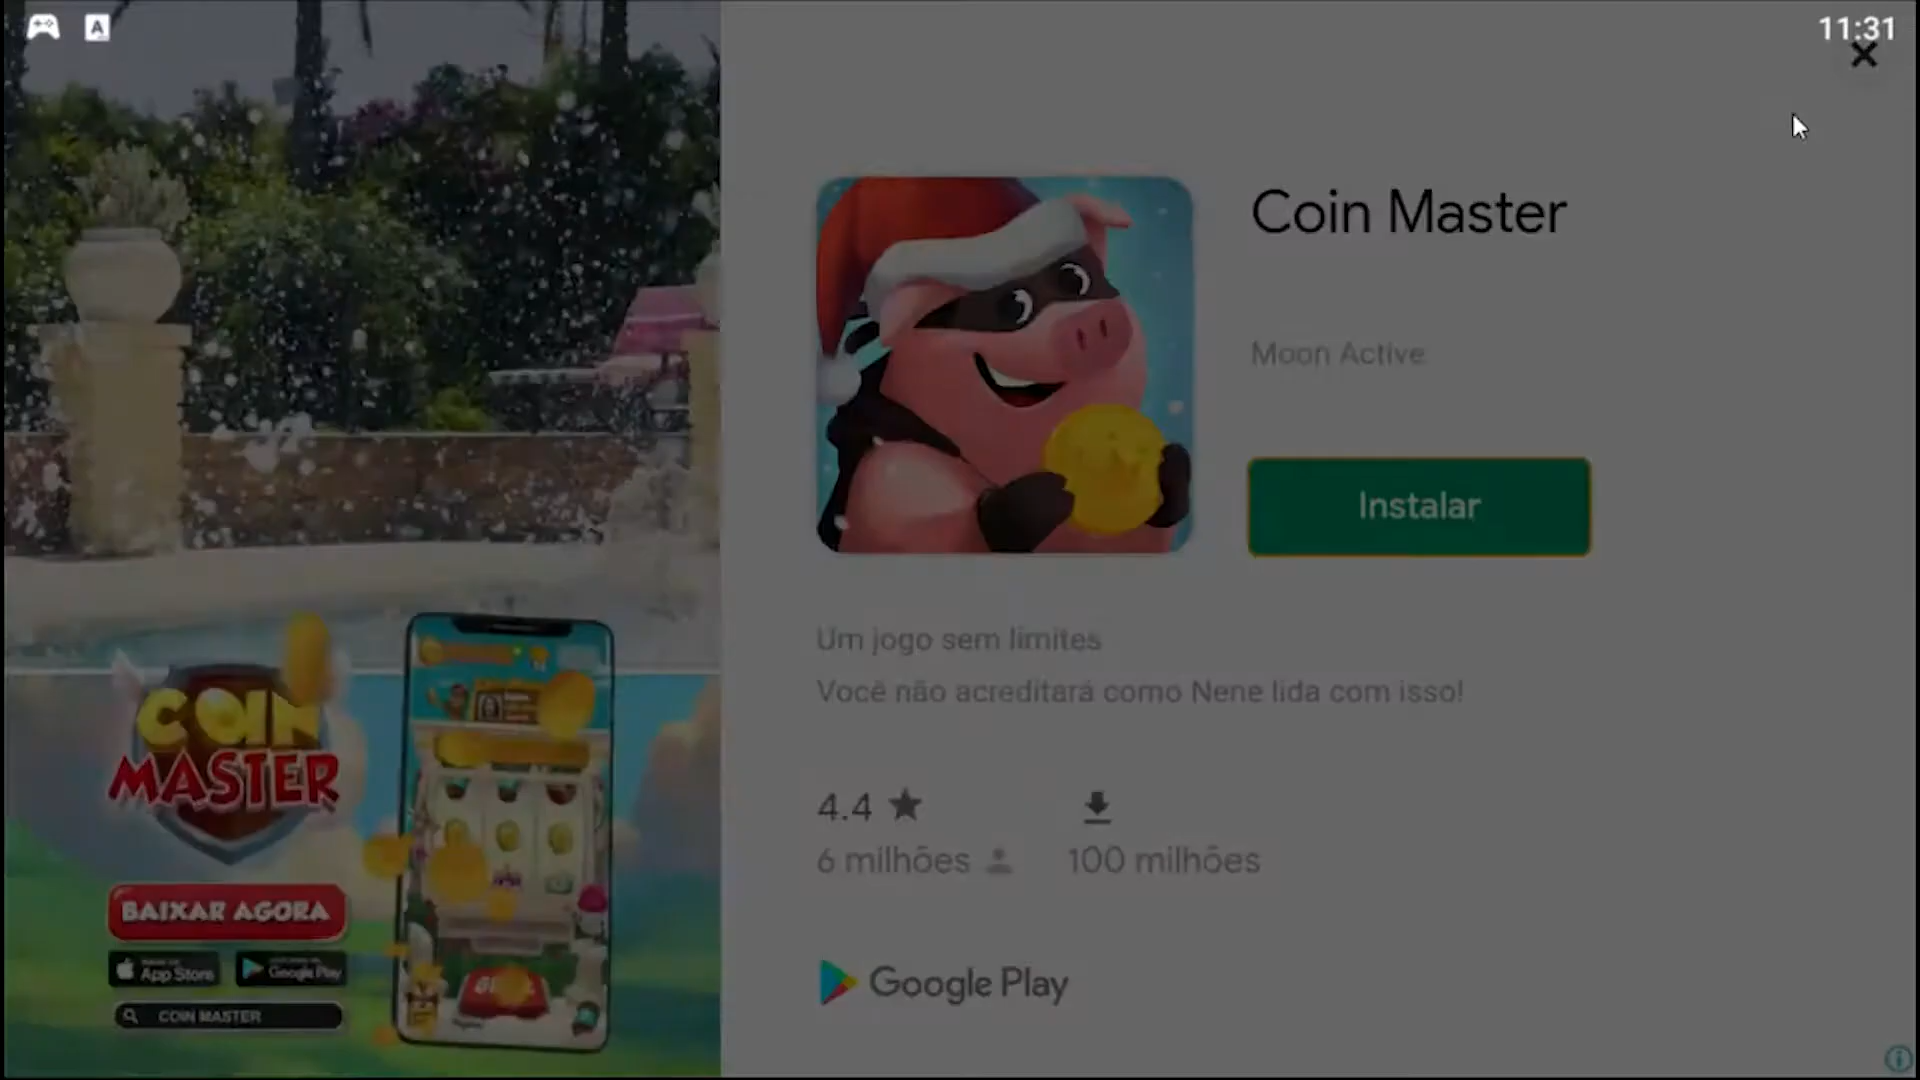 A
11:31
Coin Master
Moon Active
Instalar
Um jogo sem limites
Você não acreditará como Nene lida com isso!
4.4
6 milhões
100 milhões
Google Play
COIN
MASTER
BAIXAR AGORA
App Store
Google Play
COIN MASTER